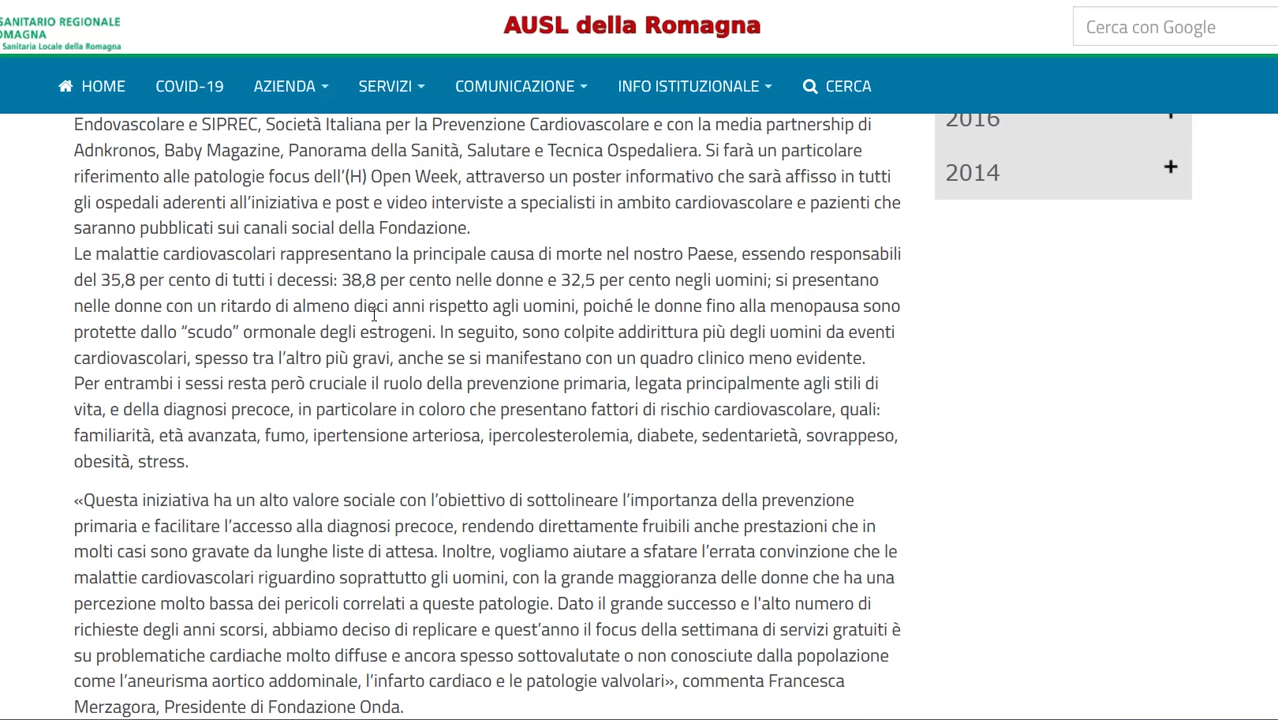 SANITARIO REGIONALE
OMAGNA
Sanitaria Locale della Romagna
AUSL della Romagna
Cerca con Google
HOME COVID-19 AZIENDA SERVIZI COMUNICAZIONE INFO ISTITUZIONALE CERCA
Endovascolare e SIPREC, Società Italiana per la Prevenzione Cardiovascolare e con la media partnership di
Adnkronos, Baby Magazine, Panorama della Sanità, Salutare e Tecnica Ospedaliera. Si farà un particolare
riferimento alle patologie focus dell’(H) Open Week, attraverso un poster informativo che sarà affisso in tutti
gli ospedali aderenti all’iniziativa e post e video interviste a specialisti in ambito cardiovascolare e pazienti che
saranno pubblicati sui canali social della Fondazione.
Le malattie cardiovascolari rappresentano la principale causa di morte nel nostro Paese, essendo responsabili
del 35,8 per cento di tutti i decessi: 38,8 per cento nelle donne e 32,5 per cento negli uomini; si presentano
nelle donne con un ritardo di almeno dieci anni rispetto agli uomini, poiché le donne fino alla menopausa sono
protette dallo “scudo” ormonale degli estrogeni. In seguito, sono colpite addirittura più degli uomini da eventi
cardiovascolari, spesso tra l’altro più gravi, anche se si manifestano con un quadro clinico meno evidente.
Per entrambi i sessi resta però cruciale il ruolo della prevenzione primaria, legata principalmente agli stili di
vita, e della diagnosi precoce, in particolare in coloro che presentano fattori di rischio cardiovascolare, quali:
familiarità, età avanzata, fumo, ipertensione arteriosa, ipercolesterolemia, diabete, sedentarietà, sovrappeso,
obesità, stress.
«Questa iniziativa ha un alto valore sociale con l’obiettivo di sottolineare l’importanza della prevenzione
primaria e facilitare l’accesso alla diagnosi precoce, rendendo direttamente fruibili anche prestazioni che in
molti casi sono gravate da lunghe liste di attesa. Inoltre, vogliamo aiutare a sfatare l’errata convinzione che le
malattie cardiovascolari riguardino soprattutto gli uomini, con la grande maggioranza delle donne che ha una
percezione molto bassa dei pericoli correlati a queste patologie. Dato il grande successo e l'alto numero di
richieste degli anni scorsi, abbiamo deciso di replicare e quest’anno il focus della settimana di servizi gratuiti è
su problematiche cardiache molto diffuse e ancora spesso sottovalutate o non conosciute dalla popolazione
come l’aneurisma aortico addominale, l’infarto cardiaco e le patologie valvolari», commenta Francesca
Merzagora, Presidente di Fondazione Onda.
2016 +
2014 +